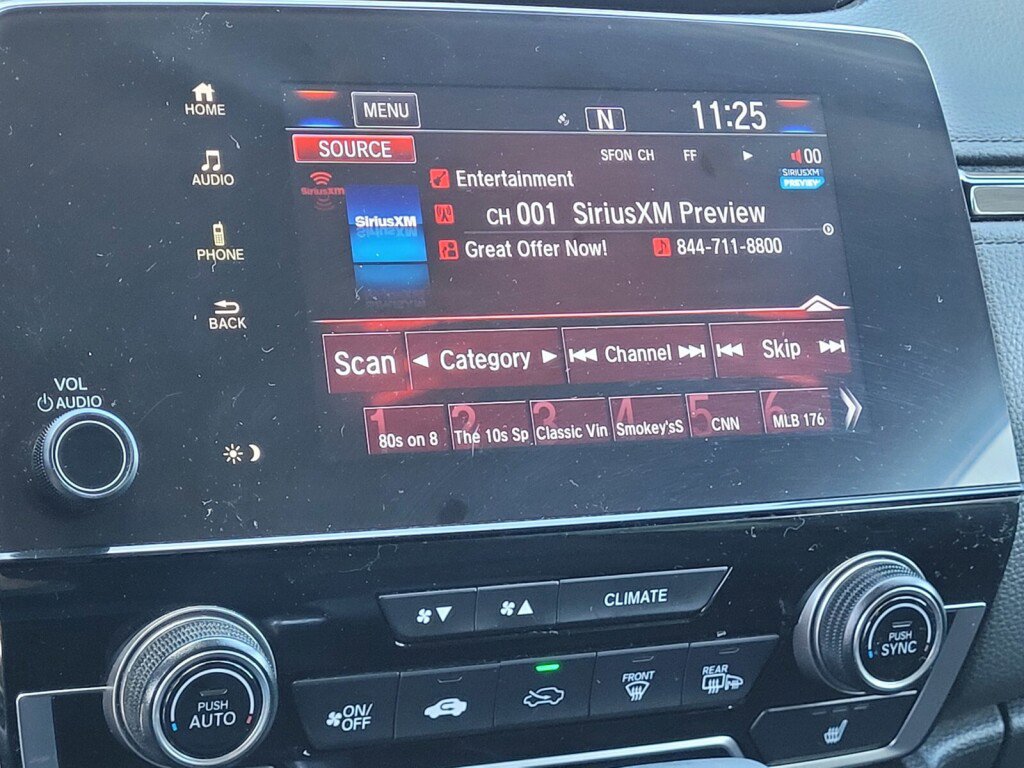 HOME
AUDIO
PHONE
BACK
VOL
AUDIO
MENU
N
11:25
SOURCE
SFON CH FF
00
SIRIUSXM
PREVIEW
SiriusXM
SiriusXM
Entertainment
CH 001 SiriusXM Preview
Great Offer Now! 844-711-8800
Scan
Category
Channel
Skip
1 80s on 8
2 The 10s Sp
3 Classic Vin
4 Smokey'sS
5 CNN
6 MLB 176
CLIMATE
PUSH
AUTO
ON/
OFF
FRONT
REAR
PUSH
SYNC